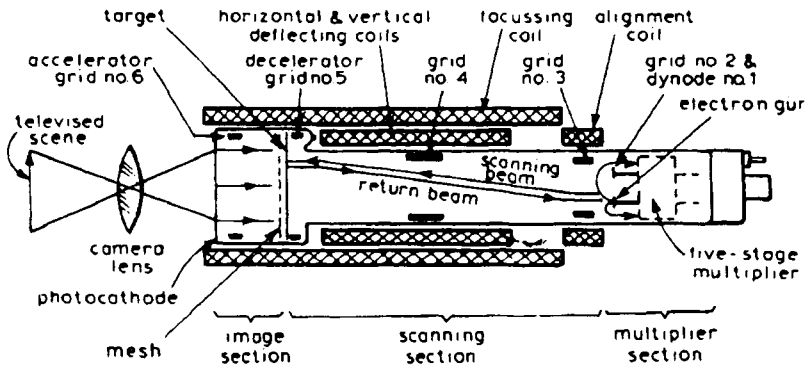 target
horizontal & vertical
deflecting coils
focussing
coil
alignment
coil
accelerator
grid no.6
decelerator
grid no.5
grid
no.4
grid
no.3
grid no.2 &
dynode no.1
electron gun
televised
scene
scanning
beam
return beam
camera
lens
photocathode
mesh
five-stage
multiplier
image
section
scanning
section
multiplier
section